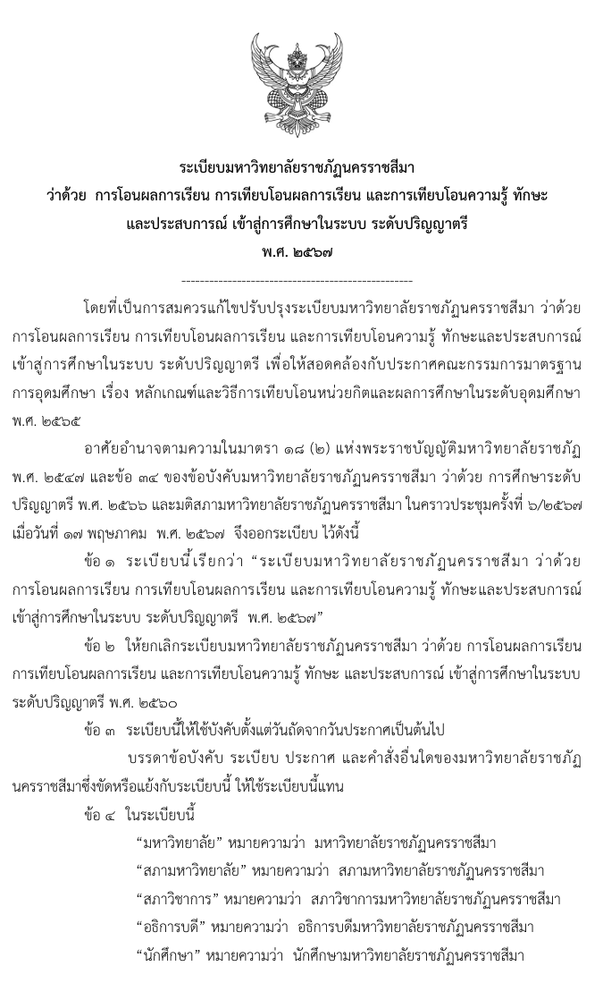 ระเบียบมหาวิทยาลัยราชภัฏนครราชสีมา
ว่าด้วย การโอนผลการเรียน การเทียบโอนผลการเรียน และการเทียบโอนความรู้ ทักษะ
และประสบการณ์ เข้าสู่การศึกษาในระบบ ระดับปริญญาตรี
พ.ศ. ๒๕๖๗
--------------------------------------------------
โดยที่เป็นการสมควรแก้ไขปรับปรุงระเบียบมหาวิทยาลัยราชภัฏนครราชสีมา ว่าด้วย
การโอนผลการเรียน การเทียบโอนผลการเรียน และการเทียบโอนความรู้ ทักษะและประสบการณ์
เข้าสู่การศึกษาในระบบ ระดับปริญญาตรี เพื่อให้สอดคล้องกับประกาศคณะกรรมการมาตรฐาน
การอุดมศึกษา เรื่อง หลักเกณฑ์และวิธีการเทียบโอนหน่วยกิตและผลการศึกษาในระดับอุดมศึกษา
พ.ศ. ๒๕๖๕
อาศัยอำนาจตามความในมาตรา ๑๘ (๒) แห่งพระราชบัญญัติมหาวิทยาลัยราชภัฏ
พ.ศ. ๒๕๔๗ และข้อ ๓๔ ของข้อบังคับมหาวิทยาลัยราชภัฏนครราชสีมา ว่าด้วย การศึกษาระดับ
ปริญญาตรี พ.ศ. ๒๕๖๖ และมติสภามหาวิทยาลัยราชภัฏนครราชสีมา ในคราวประชุมครั้งที่ ๖/๒๕๖๗
เมื่อวันที่ ๑๗ พฤษภาคม พ.ศ. ๒๕๖๗ จึงออกระเบียบ ไว้ดังนี้
ข้อ ๑ ระเบียบนี้เรียกว่า “ระเบียบมหาวิทยาลัยราชภัฏนครราชสีมา ว่าด้วย
การโอนผลการเรียน การเทียบโอนผลการเรียน และการเทียบโอนความรู้ ทักษะและประสบการณ์
เข้าสู่การศึกษาในระบบ ระดับปริญญาตรี พ.ศ. ๒๕๖๗”
ข้อ ๒ ให้ยกเลิกระเบียบมหาวิทยาลัยราชภัฏนครราชสีมา ว่าด้วย การโอนผลการเรียน
การเทียบโอนผลการเรียน และการเทียบโอนความรู้ ทักษะ และประสบการณ์ เข้าสู่การศึกษาในระบบ
ระดับปริญญาตรี พ.ศ. ๒๕๖๐
ข้อ ๓ ระเบียบนี้ให้ใช้บังคับตั้งแต่วันถัดจากวันประกาศเป็นต้นไป
บรรดาข้อบังคับ ระเบียบ ประกาศ และคำสั่งอื่นใดของมหาวิทยาลัยราชภัฏ
นครราชสีมาซึ่งขัดหรือแย้งกับระเบียบนี้ ให้ใช้ระเบียบนี้แทน
ข้อ ๔ ในระเบียบนี้
“มหาวิทยาลัย” หมายความว่า มหาวิทยาลัยราชภัฏนครราชสีมา
“สภามหาวิทยาลัย” หมายความว่า สภามหาวิทยาลัยราชภัฏนครราชสีมา
“สภาวิชาการ” หมายความว่า สภาวิชาการมหาวิทยาลัยราชภัฏนครราชสีมา
“อธิการบดี” หมายความว่า อธิการบดีมหาวิทยาลัยราชภัฏนครราชสีมา
“นักศึกษา” หมายความว่า นักศึกษามหาวิทยาลัยราชภัฏนครราชสีมา